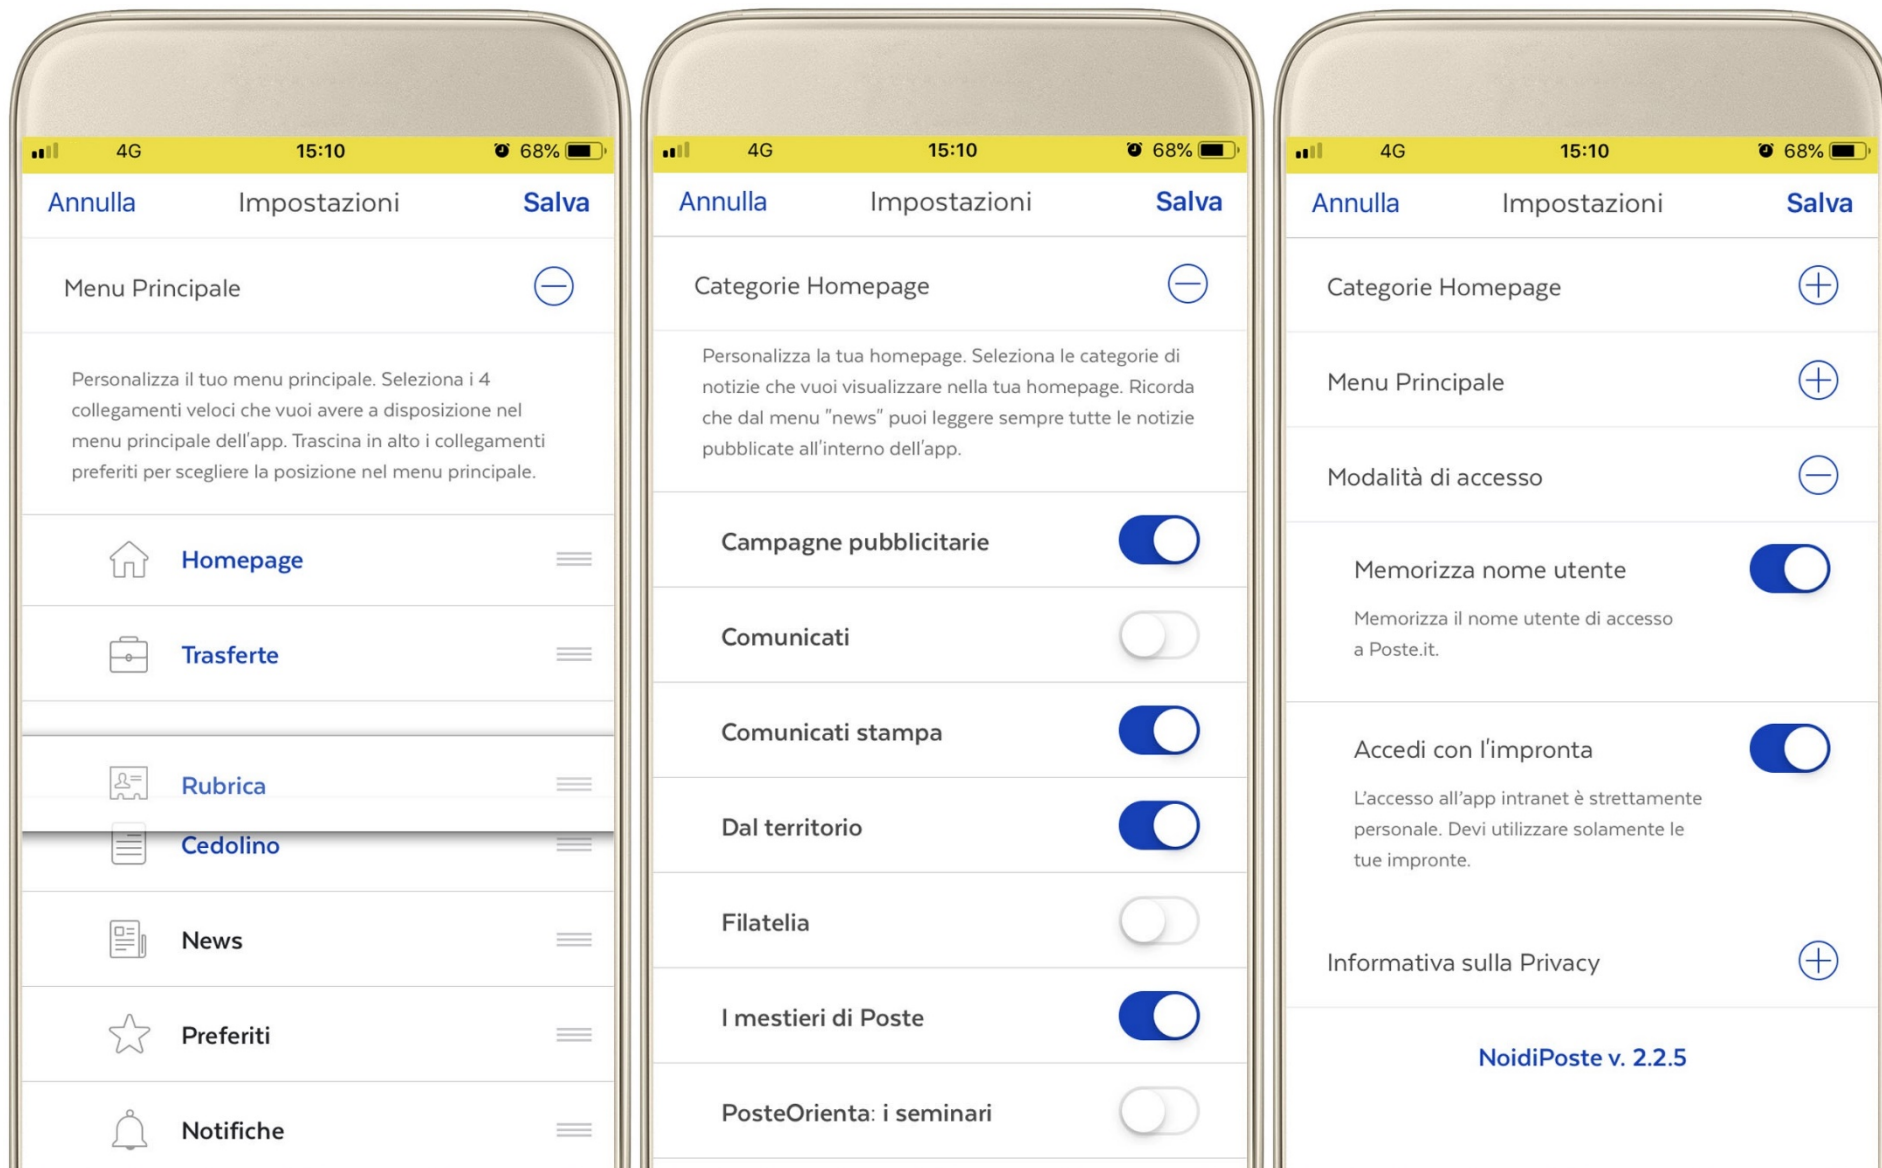 4G 15:10 68%
Annulla Impostazioni Salva
Menu Principale
Personalizza il tuo menu principale. Seleziona i 4
collegamenti veloci che vuoi avere a disposizione nel
menu principale dell'app. Trascina in alto i collegamenti
preferiti per scegliere la posizione nel menu principale.
Homepage
Trasferte
Rubrica
Cedolino
News
Preferiti
Notifiche
4G 15:10 68%
Annulla Impostazioni Salva
Categorie Homepage
Personalizza la tua homepage. Seleziona le categorie di
notizie che vuoi visualizzare nella tua homepage. Ricorda
che dal menu "news" puoi leggere sempre tutte le notizie
pubblicate all'interno dell'app.
Campagne pubblicitarie
Comunicati
Comunicati stampa
Dal territorio
Filatelia
I mestieri di Poste
PosteOrienta: i seminari
4G 15:10 68%
Annulla Impostazioni Salva
Categorie Homepage
Menu Principale
Modalità di accesso
Memorizza nome utente
Memorizza il nome utente di accesso
a Poste.it.
Accedi con l'impronta
L'accesso all'app intranet è strettamente
personale. Devi utilizzare solamente le
tue impronte.
Informativa sulla Privacy
NoidiPoste v. 2.2.5